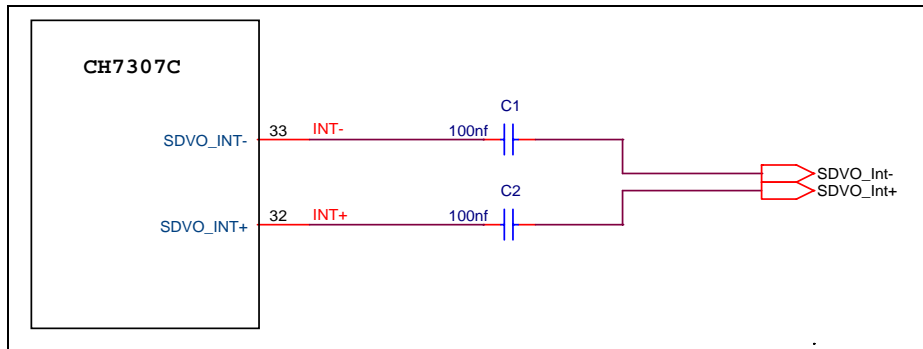 CH7307C
C1
SDVO_INT- 33 INT- 100nf
SDVO_Int-
SDVO_Int+
C2
SDVO_INT+ 32 INT+ 100nf